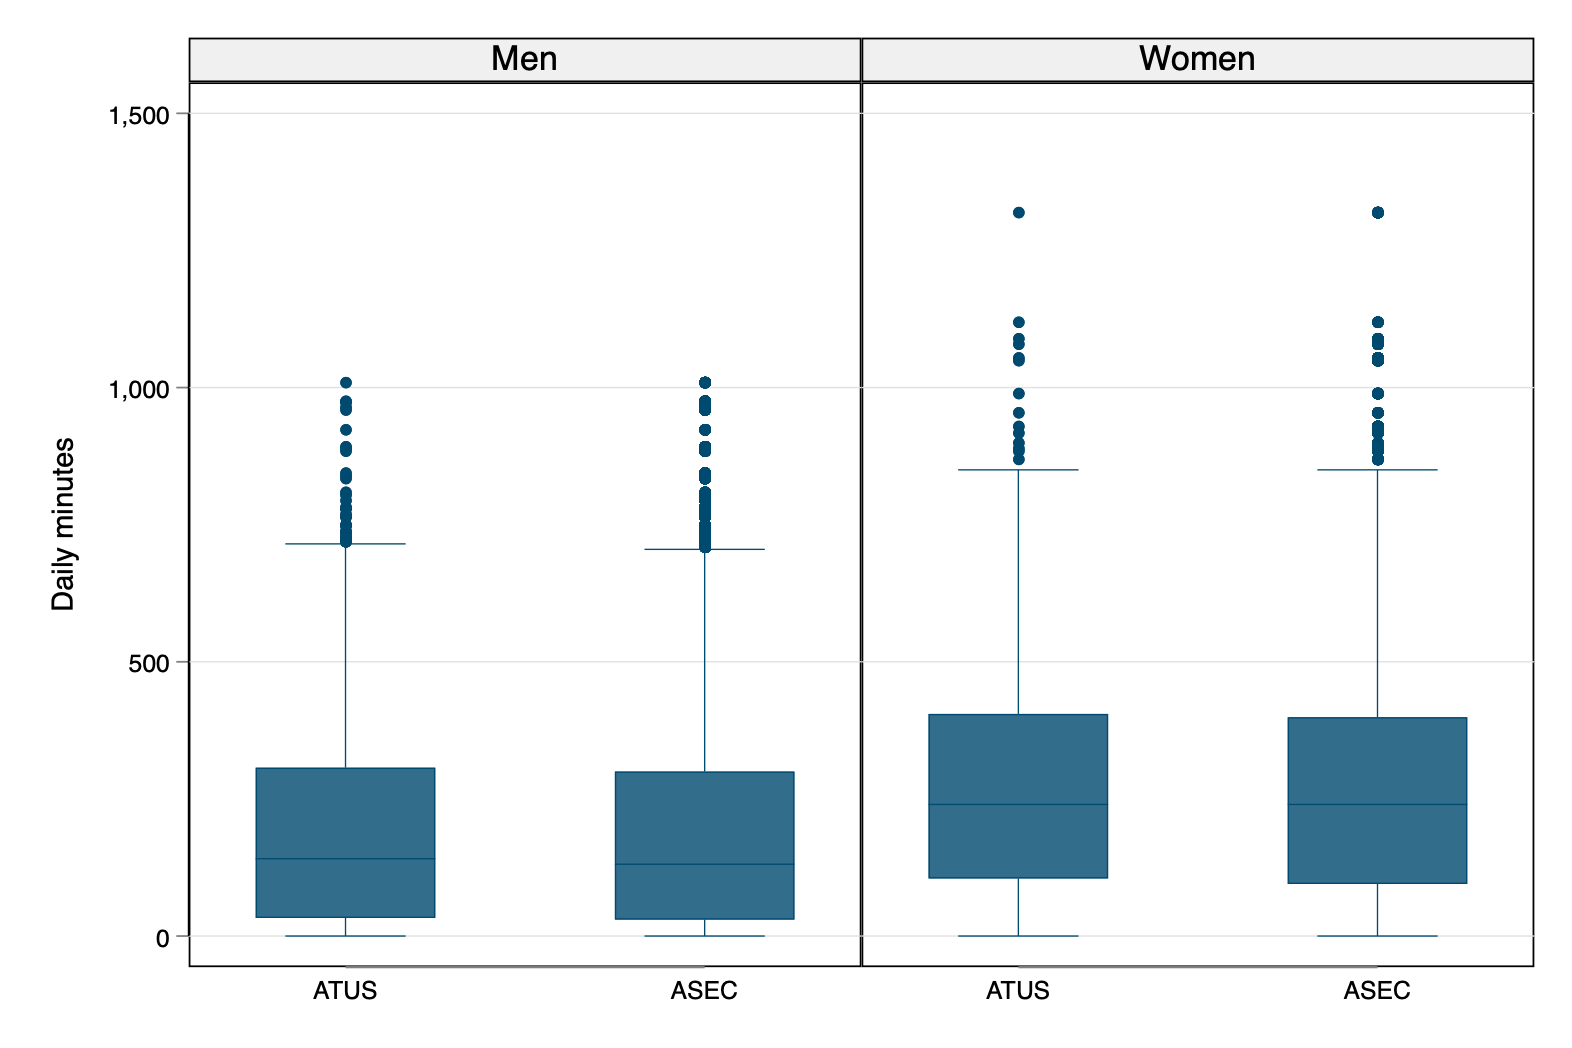 Men
Women
1,500
1,000
500
0
Daily minutes
ATUS
ASEC
ATUS
ASEC